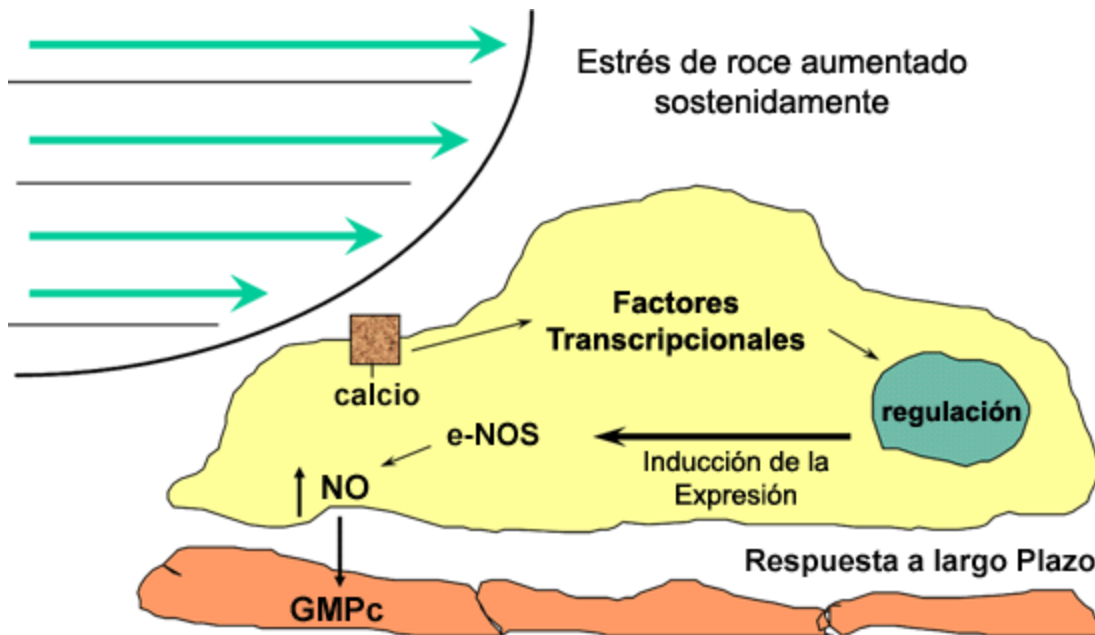 Estrés de roce aumentado
sostenidamente
Factores
Transcripcionales
calcio
regulación
e-NOS
Inducción de la
Expresión
NO
Respuesta a largo Plazo
GMPc